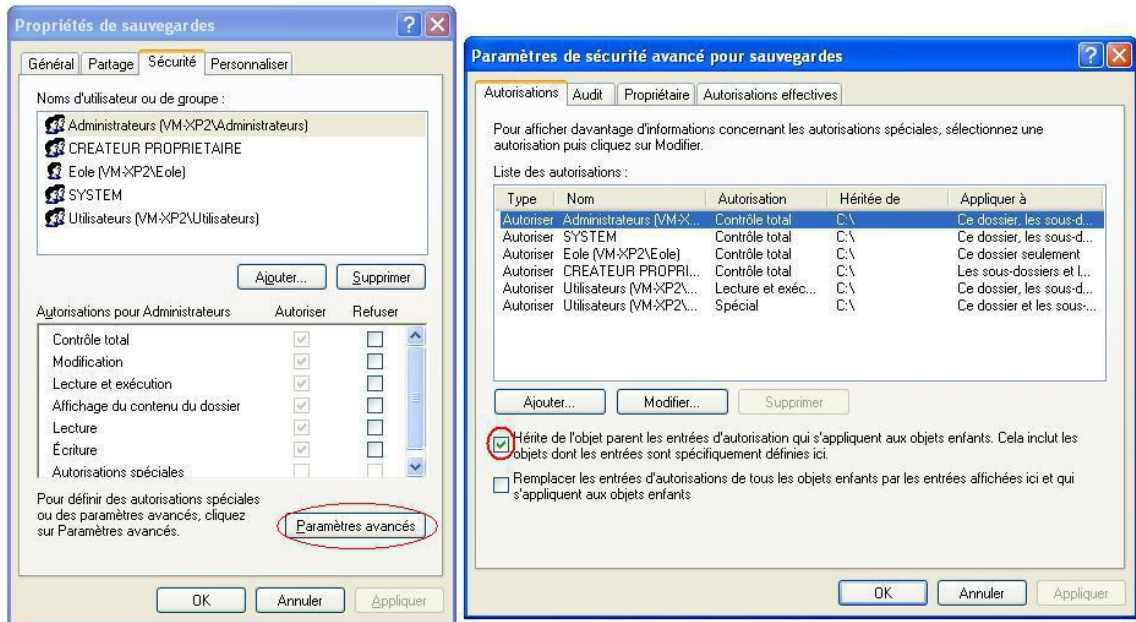 Propriétés de sauvegardes
Général Partage Sécurité Personnaliser
Noms d'utilisateur ou de groupe :
Administrateurs (VM-XP2\Administrateurs)
CREATEUR PROPRIETAIRE
Eole (VM-XP2\Eole)
SYSTEM
Utilisateurs (VM-XP2\Utilisateurs)
Ajouter... Supprimer
Autorisations pour Administrateurs Autoriser Refuser
Contrôle total
Modification
Lecture et exécution
Affichage du contenu du dossier
Lecture
Écriture
Autorisations spéciales
Pour définir des autorisations spéciales
ou des paramètres avancés, cliquez
sur Paramètres avancés.
Paramètres avancés
OK Annuler Appliquer
Paramètres de sécurité avancé pour sauvegardes
Autorisations Audit Propriétaire Autorisations effectives
Pour afficher davantage d'informations concernant les autorisations spéciales, sélectionnez une
autorisation puis cliquez sur Modifier.
Liste des autorisations :
Type Nom Autorisation Héritée de Appliquer à
Autoriser Administrateurs (VM-X... Contrôle total C:\ Ce dossier, les sous-d...
Autoriser SYSTEM Contrôle total C:\ Ce dossier, les sous-d...
Autoriser Eole (VM-XP2\Eole) Contrôle total C:\ Ce dossier seulement
Autoriser CREATEUR PROPRI... Contrôle total C:\ Les sous-dossiers et l...
Autoriser Utilisateurs (VM-XP2\... Lecture et exéc... C:\ Ce dossier, les sous-d...
Autoriser Utilisateurs (VM-XP2\... Spécial C:\ Ce dossier et les sous-...
Ajouter... Modifier... Supprimer
Hérite de l'objet parent les entrées d'autorisation qui s'appliquent aux objets enfants. Cela inclut les
objets dont les entrées sont spécifiquement définies ici.
Remplacer les entrées d'autorisations de tous les objets enfants par les entrées affichées ici et qui
s'appliquent aux objets enfants
OK Annuler Appliquer